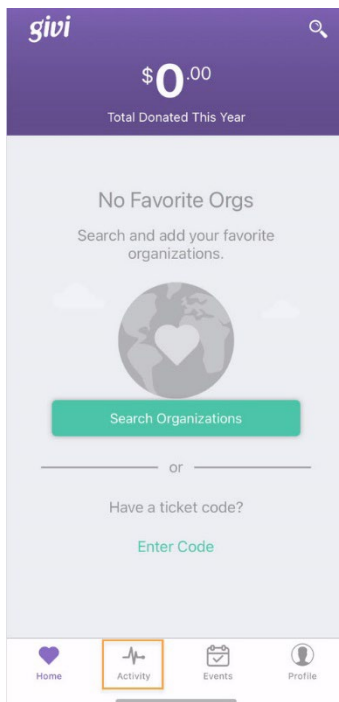 givi
$0.00
Total Donated This Year
No Favorite Orgs
Search and add your favorite
organizations.
Search Organizations
or
Have a ticket code?
Enter Code
Home Activity Events Profile